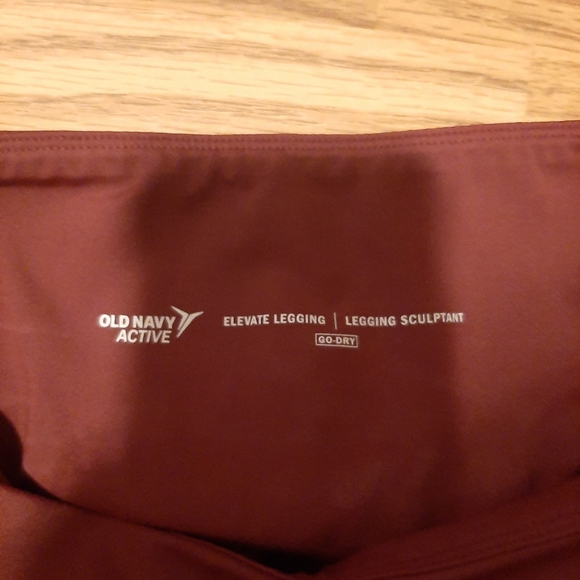 OLD NAVY
ACTIVE
ELEVATE LEGGING | LEGGING SCULPTANT
GO-DRY